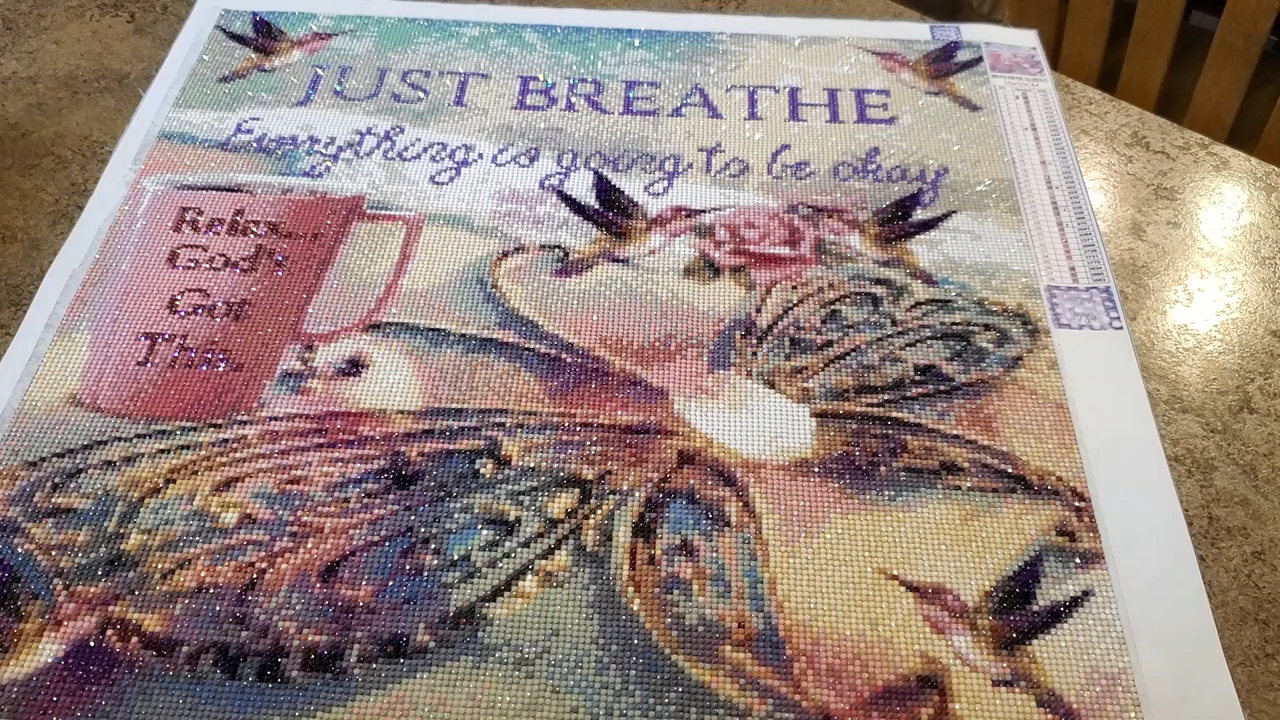 JUST BREATHE
Everything is going to be okay
Relax...
God's
Got
This.